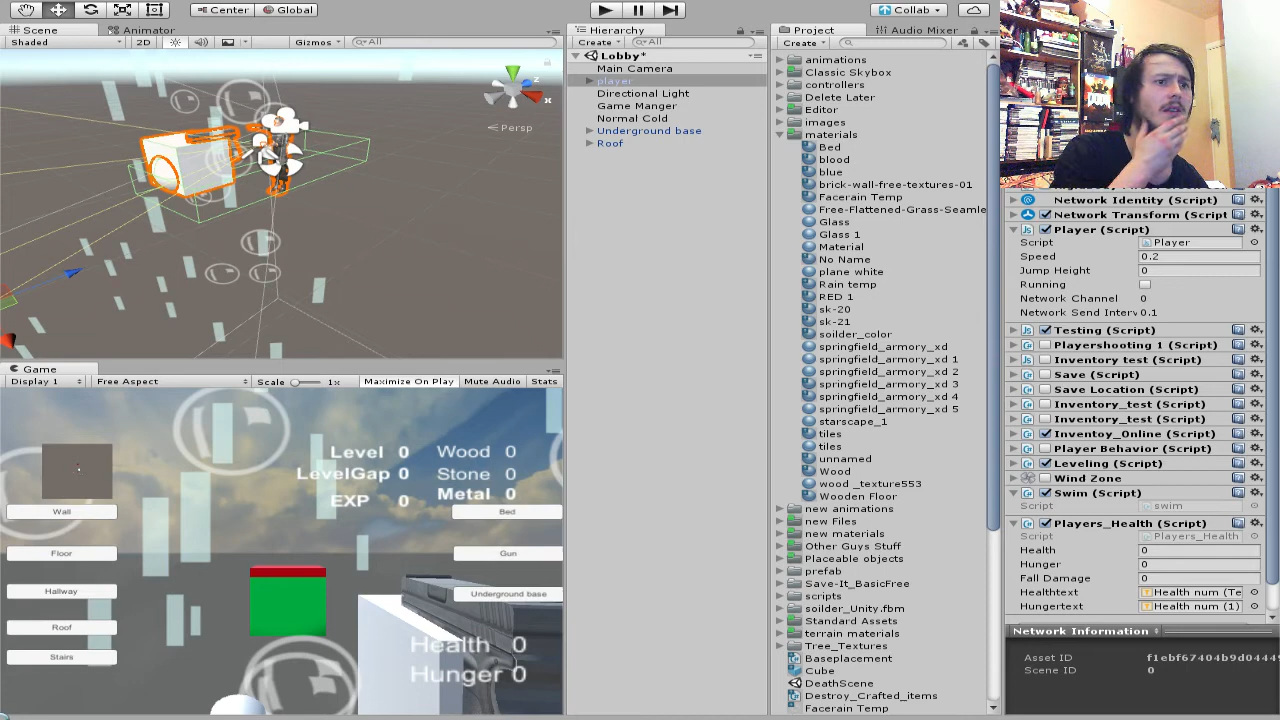 Center Global Collab
Scene Animator
Shaded 2D Gizmos All
z
x
Persp
Game
Display 1 Free Aspect Scale 1x Maximize On Play Mute Audio Stats
Level 0 Wood 0
LevelGap 0 Stone 0
EXP 0 Metal 0
Wall Bed
Floor Gun
Hallway Underground base
Roof
Stairs
Health 0
Hunger 0
Hierarchy
Create All
Lobby*
Main Camera
player
Directional Light
Game Manger
Normal Cold
Underground base
Roof
Project Audio Mixer
Create
animations
Classic Skybox
controllers
Delete Later
Editor
images
materials
Bed
blood
blue
brick-wall-free-textures-01
Facerain Temp
Free-Flattened-Grass-Seamle
Glass
Glass 1
Material
No Name
plane white
Rain temp
RED 1
sk-20
sk-21
soilder_color
springfield_armory_xd
springfield_armory_xd 1
springfield_armory_xd 2
springfield_armory_xd 3
springfield_armory_xd 4
springfield_armory_xd 5
starscape_1
tiles
tiles
unnamed
Wood
wood _texture553
Wooden Floor
new animations
new Files
new materials
Other Guys Stuff
Placeable objects
prefab
Save-It_BasicFree
scripts
soilder_Unity.fbm
Standard Assets
terrain materials
Tree_Textures
Baseplacement
Cube
DeathScene
Destroy_Crafted_items
Facerain Temp
Network Identity (Script)
Network Transform (Script
Player (Script)
Script Player
Speed 0.2
Jump Height 0
Running
Network Channel 0
Network Send Interv 0.1
Testing (Script)
Playershooting 1 (Script)
Inventory test (Script)
Save (Script)
Save Location (Script)
Inventory_test (Script)
Inventory_test (Script)
Inventoy_Online (Script)
Player Behavior (Script)
Leveling (Script)
Wind Zone
Swim (Script)
Script swim
Players_Health (Script)
Script Players_Health
Health 0
Hunger 0
Fall Damage 0
Healthtext Health num (Te
Hungertext Health num (1)
Network Information
Asset ID f1ebf67404b9d0444
Scene ID 0